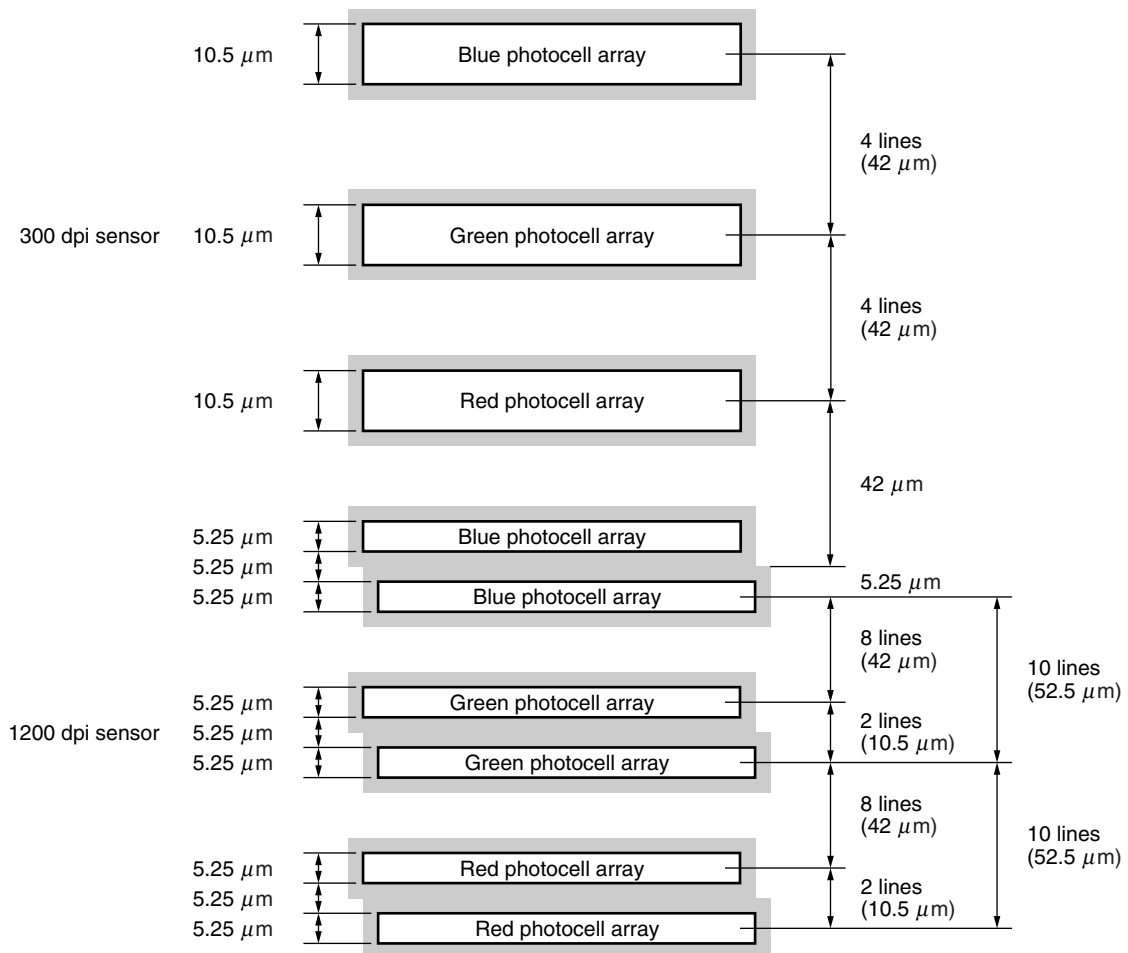 10.5 μm
Blue photocell array
4 lines
(42 μm)
300 dpi sensor
10.5 μm
Green photocell array
4 lines
(42 μm)
10.5 μm
Red photocell array
42 μm
5.25 μm
Blue photocell array
5.25 μm
5.25 μm
Blue photocell array
5.25 μm
8 lines
(42 μm)
10 lines
(52.5 μm)
1200 dpi sensor
5.25 μm
Green photocell array
5.25 μm
2 lines
(10.5 μm)
5.25 μm
Green photocell array
8 lines
(42 μm)
10 lines
(52.5 μm)
5.25 μm
Red photocell array
5.25 μm
2 lines
(10.5 μm)
5.25 μm
Red photocell array